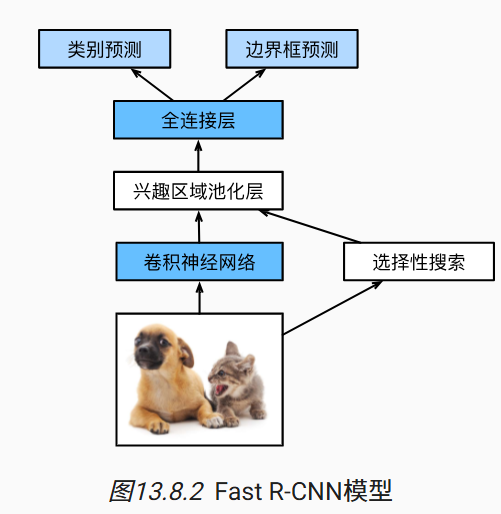 类别预测
边界框预测
全连接层
兴趣区域池化层
卷积神经网络
选择性搜索
图13.8.2 Fast R-CNN模型